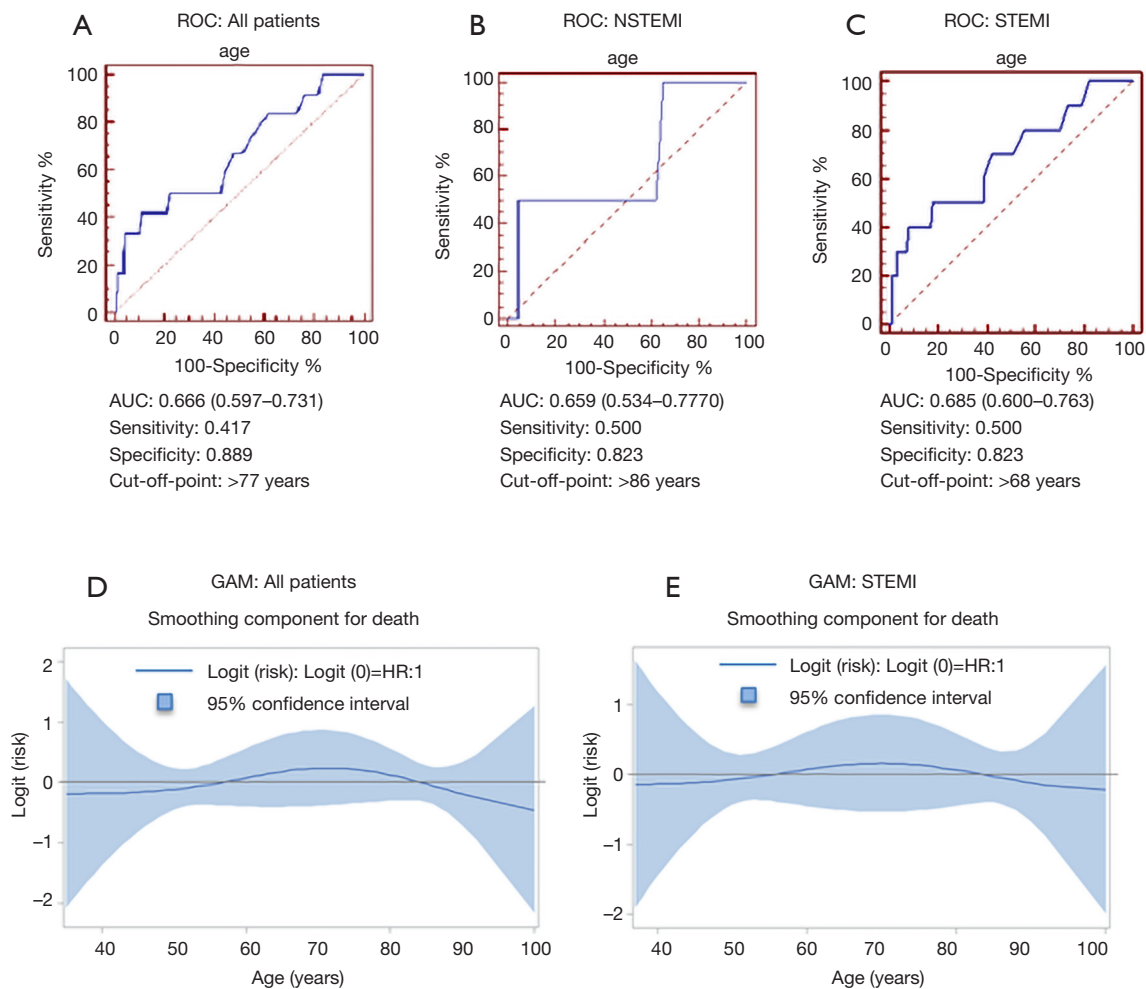 A
ROC: All patients
age
Sensitivity %
100
80
60
40
20
0
0 20 40 60 80 100
100-Specificity %
AUC: 0.666 (0.597–0.731)
Sensitivity: 0.417
Specificity: 0.889
Cut-off-point: >77 years
B
ROC: NSTEMI
age
Sensitivity %
100
80
60
40
20
0
0 20 40 60 80 100
100-Specificity %
AUC: 0.659 (0.534–0.7770)
Sensitivity: 0.500
Specificity: 0.823
Cut-off-point: >86 years
C
ROC: STEMI
age
Sensitivity %
100
80
60
40
20
0
0 20 40 60 80 100
100-Specificity %
AUC: 0.685 (0.600–0.763)
Sensitivity: 0.500
Specificity: 0.823
Cut-off-point: >68 years
D
GAM: All patients
Smoothing component for death
Logit (risk): Logit (0)=HR:1
95% confidence interval
Logit (risk)
2
1
0
–1
–2
40 50 60 70 80 90 100
Age (years)
E
GAM: STEMI
Smoothing component for death
Logit (risk): Logit (0)=HR:1
95% confidence interval
Logit (risk)
1
0
–1
–2
40 50 60 70 80 90 100
Age (years)